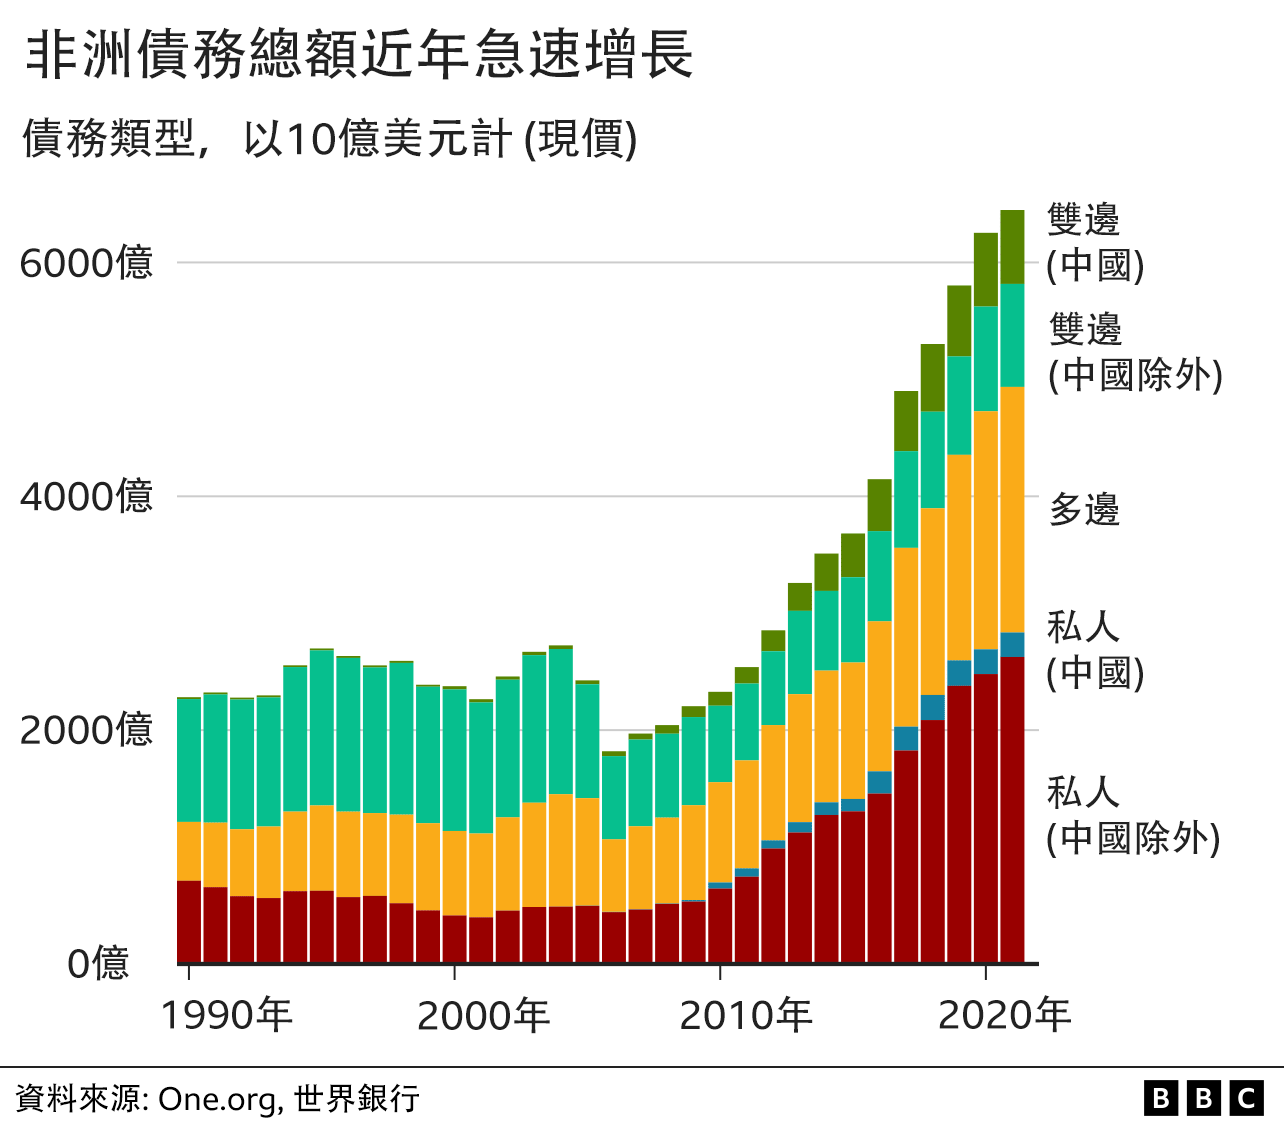 非洲債務總額近年急速增長
債務類型，以10億美元計 (現價)
6000億
4000億
2000億
0億
雙邊
(中國)
雙邊
(中國除外)
多邊
私人
(中國)
私人
(中國除外)
1990年 2000年 2010年 2020年
資料來源: One.org, 世界銀行
BBC